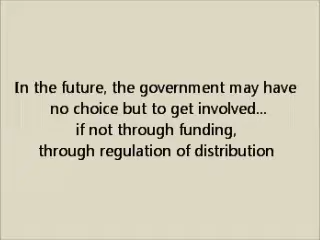 In the future, the government may have
no choice but to get involved...
if not through funding,
through regulation of distribution